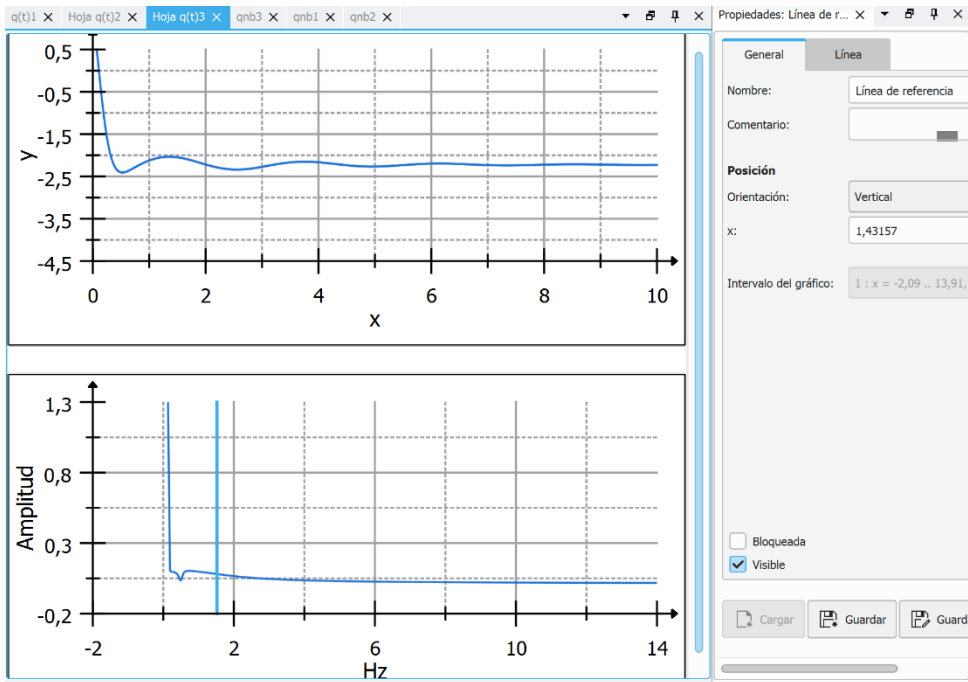 q(t)1 Hoja q(t)2 Hoja q(t)3 qnb3 qnb1 qnb2
0,5
-0,5
-1,5
-2,5
-3,5
-4,5
y
0 2 4 6 8 10
x
1,3
0,8
0,3
-0,2
Amplitud
-2 2 6 10 14
Hz
Propiedades: Línea de r...
General Línea
Nombre: Línea de referencia
Comentario:
Posición
Orientación: Vertical
x: 1,43157
Intervalo del gráfico: 1 : x = -2,09 .. 13,91,
Bloqueada
Visible
Cargar Guardar Guarda